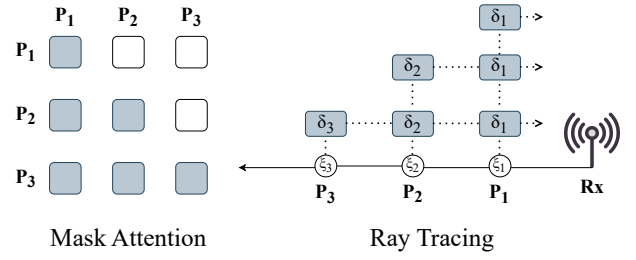 P1 P2 P3
P1
P2
P3
Mask Attention
δ1
δ2 δ1
δ3 δ2 δ1
ξ3 ξ2 ξ1
P3 P2 P1 Rx
Ray Tracing